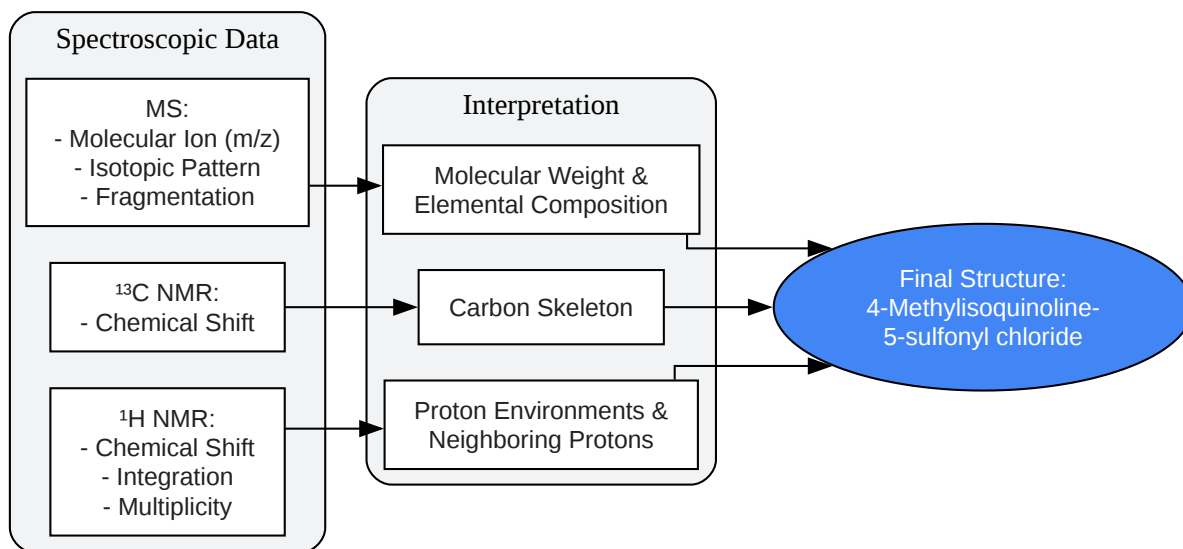 Spectroscopic Data
MS:
- Molecular Ion (m/z)
- Isotopic Pattern
- Fragmentation
¹³C NMR:
- Chemical Shift
¹H NMR:
- Chemical Shift
- Integration
- Multiplicity
Interpretation
Molecular Weight &
Elemental Composition
Carbon Skeleton
Proton Environments &
Neighboring Protons
Final Structure:
4-Methylisoquinoline-
5-sulfonyl chloride